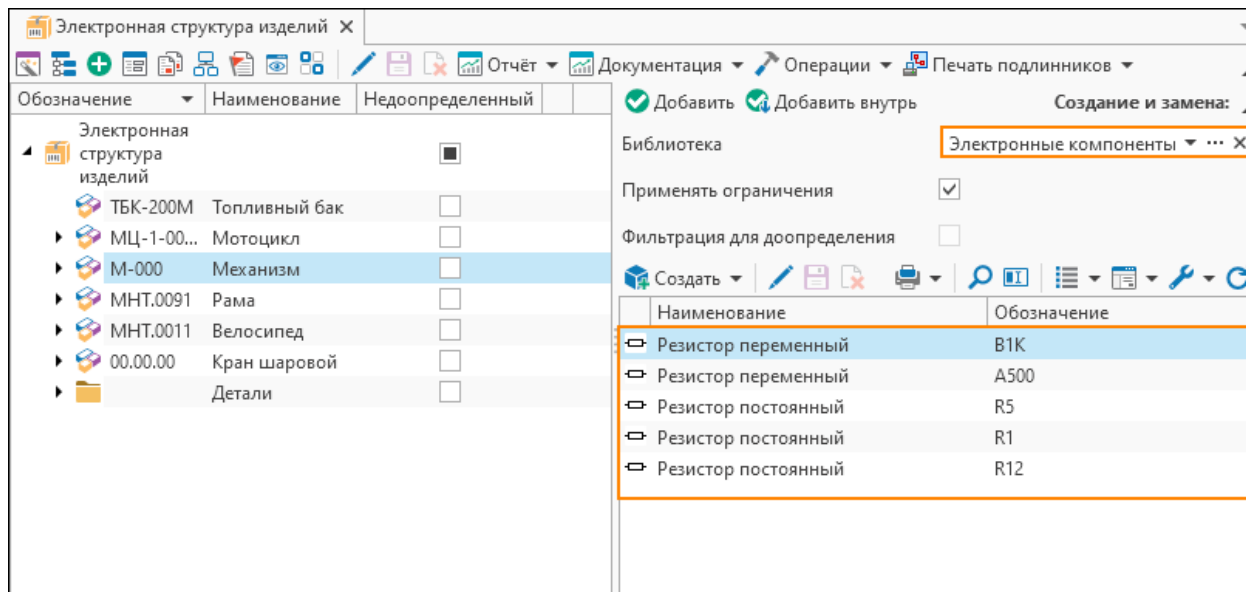 Электронная структура изделий
Отчёт Документация Операции Печать подлинников
Обозначение Наименование Недоопределенный
Электронная
структура
изделий
ТБК-200М Топливный бак
МЦ-1-00... Мотоцикл
М-000 Механизм
МНТ.0091 Рама
МНТ.0011 Велосипед
00.00.00 Кран шаровой
Детали
Добавить Добавить внутрь Создание и замена:
Библиотека Электронные компоненты
Применять ограничения
Фильтрация для доопределения
Создать
Наименование Обозначение
Резистор переменный B1K
Резистор переменный A500
Резистор постоянный R5
Резистор постоянный R1
Резистор постоянный R12